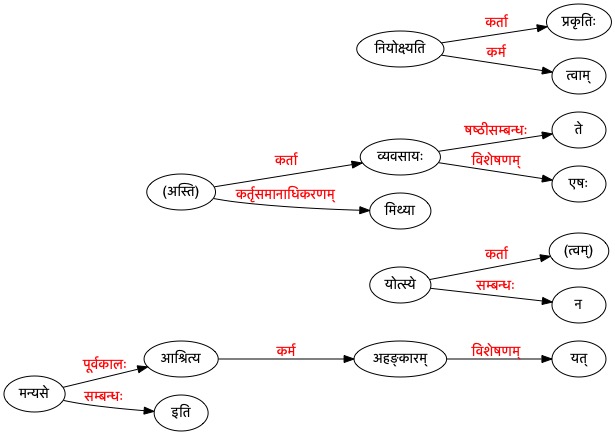 कर्ता
प्रकृतिः
नियोक्ष्यति
कर्म
त्वाम्
षष्ठीसम्बन्धः
ते
कर्ता
व्यवसायः
विशेषणम्
एषः
(अस्ति)
कर्तृसमानाधिकरणम्
मिथ्या
कर्ता
(त्वम्)
योत्स्ये
सम्बन्धः
न
पूर्वकालः
आश्रित्य
कर्म
अहङ्कारम्
विशेषणम्
यत्
मन्यसे
सम्बन्धः
इति